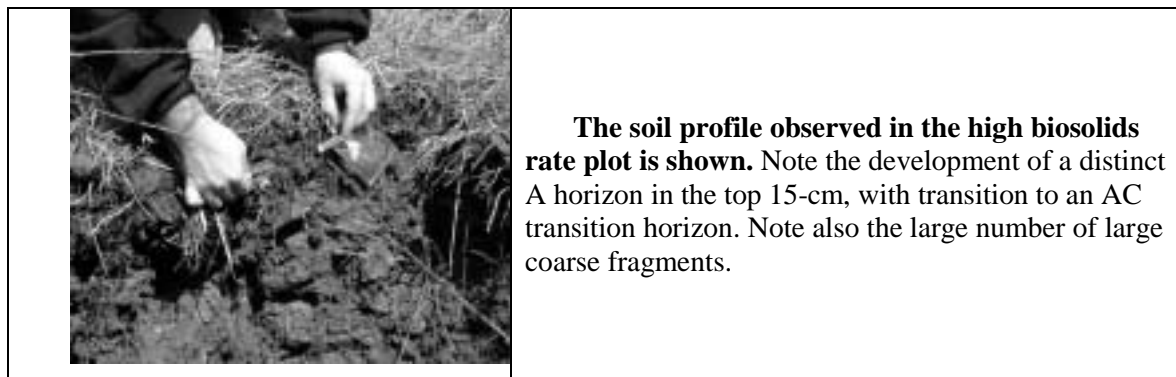 The soil profile observed in the high biosolids
rate plot is shown. Note the development of a distinct
A horizon in the top 15-cm, with transition to an AC
transition horizon. Note also the large number of large
coarse fragments.